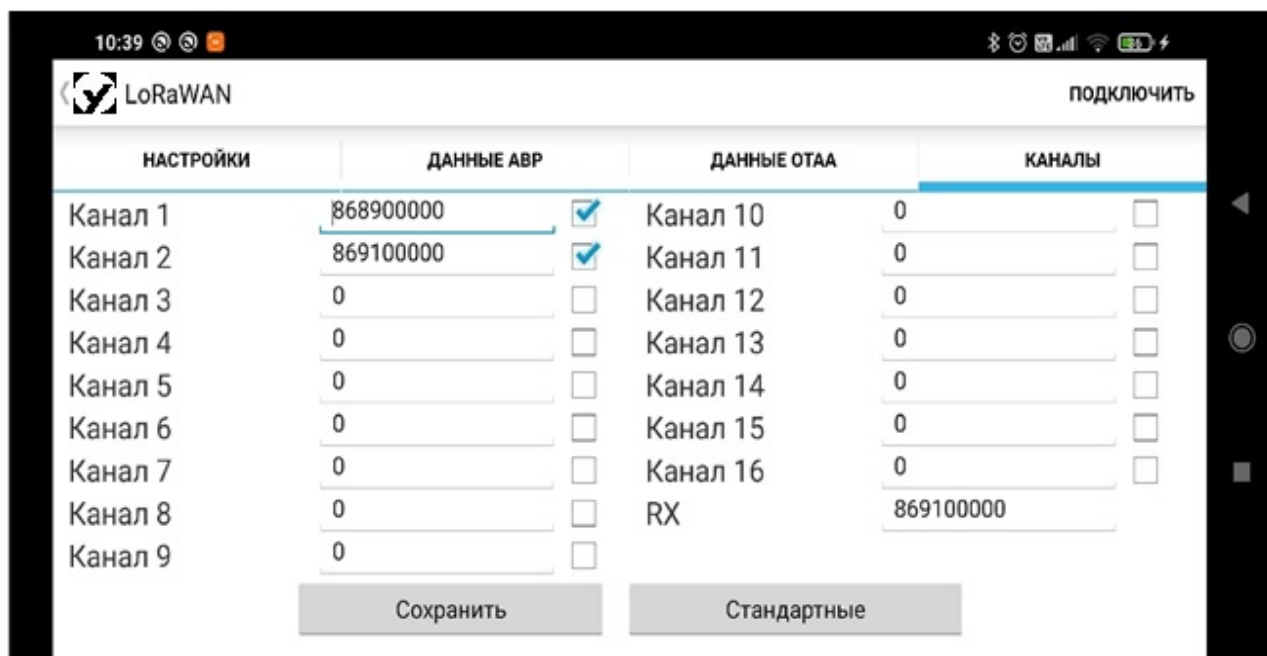 10:39
LoRaWAN ПОДКЛЮЧИТЬ
НАСТРОЙКИ ДАННЫЕ АВР ДАННЫЕ ОТАА КАНАЛЫ
Канал 1 868900000 Канал 10 0
Канал 2 869100000 Канал 11 0
Канал 3 0 Канал 12 0
Канал 4 0 Канал 13 0
Канал 5 0 Канал 14 0
Канал 6 0 Канал 15 0
Канал 7 0 Канал 16 0
Канал 8 0 RX 869100000
Канал 9 0
Сохранить Стандартные